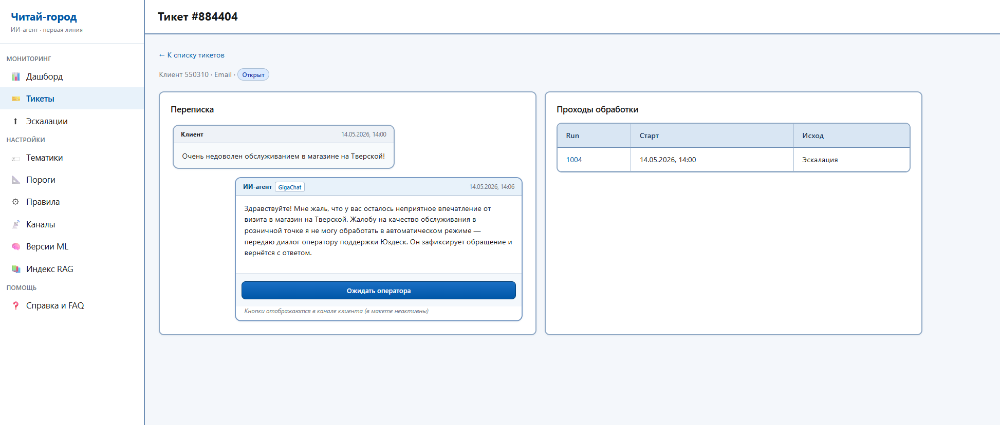 Читай-город
ИИ-агент · первая линия
МОНИТОРИНГ
Дашборд
Тикеты
Эскалации
НАСТРОЙКИ
Тематики
Пороги
Правила
Каналы
Версии ML
Индекс RAG
ПОМОЩЬ
Справка и FAQ
Тикет #884404
← К списку тикетов
Клиент 550310 · Email · Открыт
Переписка
Клиент 14.05.2026, 14:00
Очень недоволен обслуживанием в магазине на Тверской!
ИИ-агент GigaChat 14.05.2026, 14:06
Здравствуйте! Мне жаль, что у вас осталось неприятное впечатление от
визита в магазин на Тверской. Жалобу на качество обслуживания в
розничной точке я не могу обработать в автоматическом режиме —
передаю диалог оператору поддержки Юздеск. Он зафиксирует обращение и
вернётся с ответом.
Ожидать оператора
Кнопки отображаются в канале клиента (в макете неактивны)
Проходы обработки
Run Старт Исход
1004 14.05.2026, 14:00 Эскалация